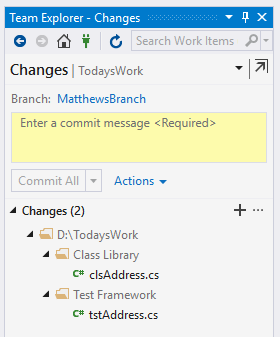 Team Explorer - Changes
Search Work Items
Changes | TodaysWork
Branch: MatthewsBranch
Enter a commit message <Required>
Commit All Actions
Changes (2)
D:\TodaysWork
Class Library
C# clsAddress.cs
Test Framework
C# tstAddress.cs